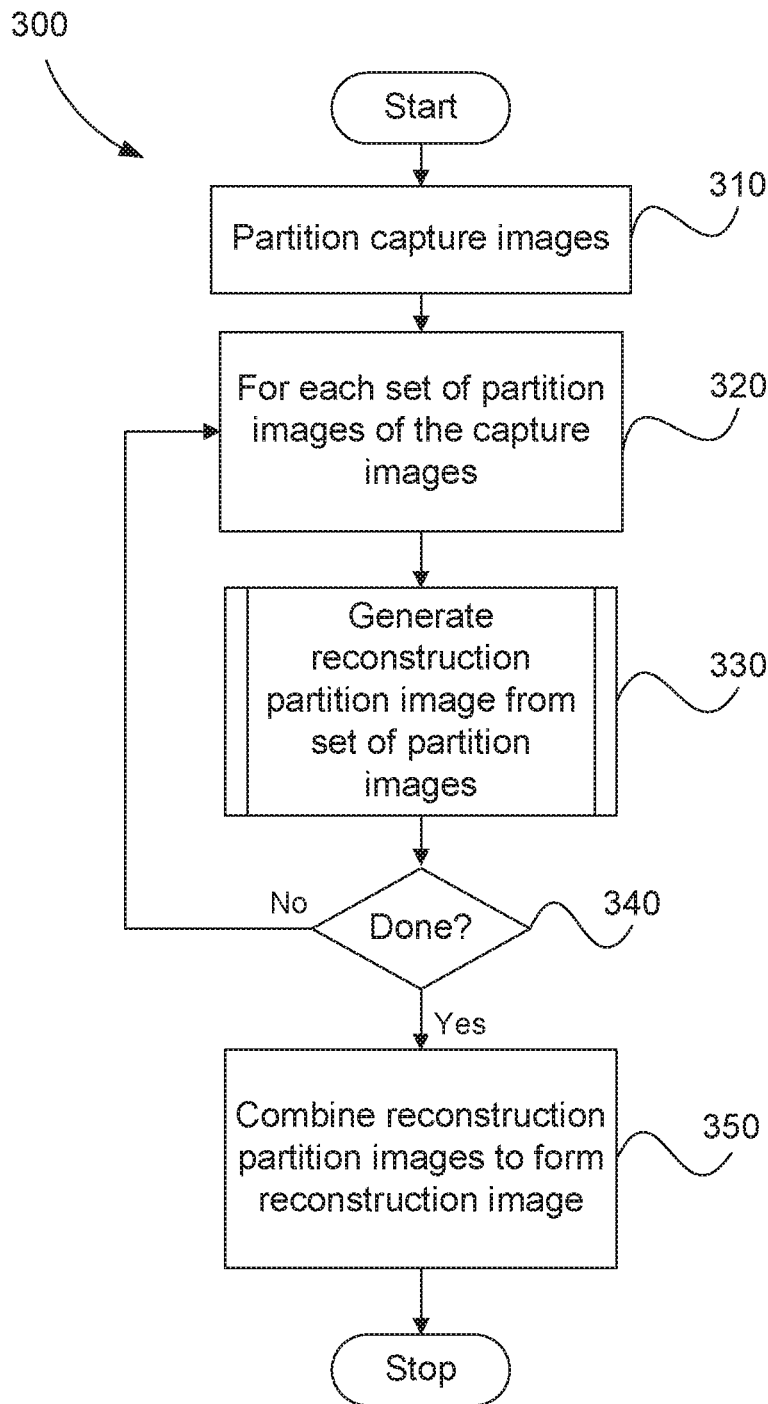 300
Start
310
Partition capture images
320
For each set of partition
images of the capture
images
330
Generate
reconstruction
partition image from
set of partition
images
340
No
Done?
Yes
350
Combine reconstruction
partition images to form
reconstruction image
Stop